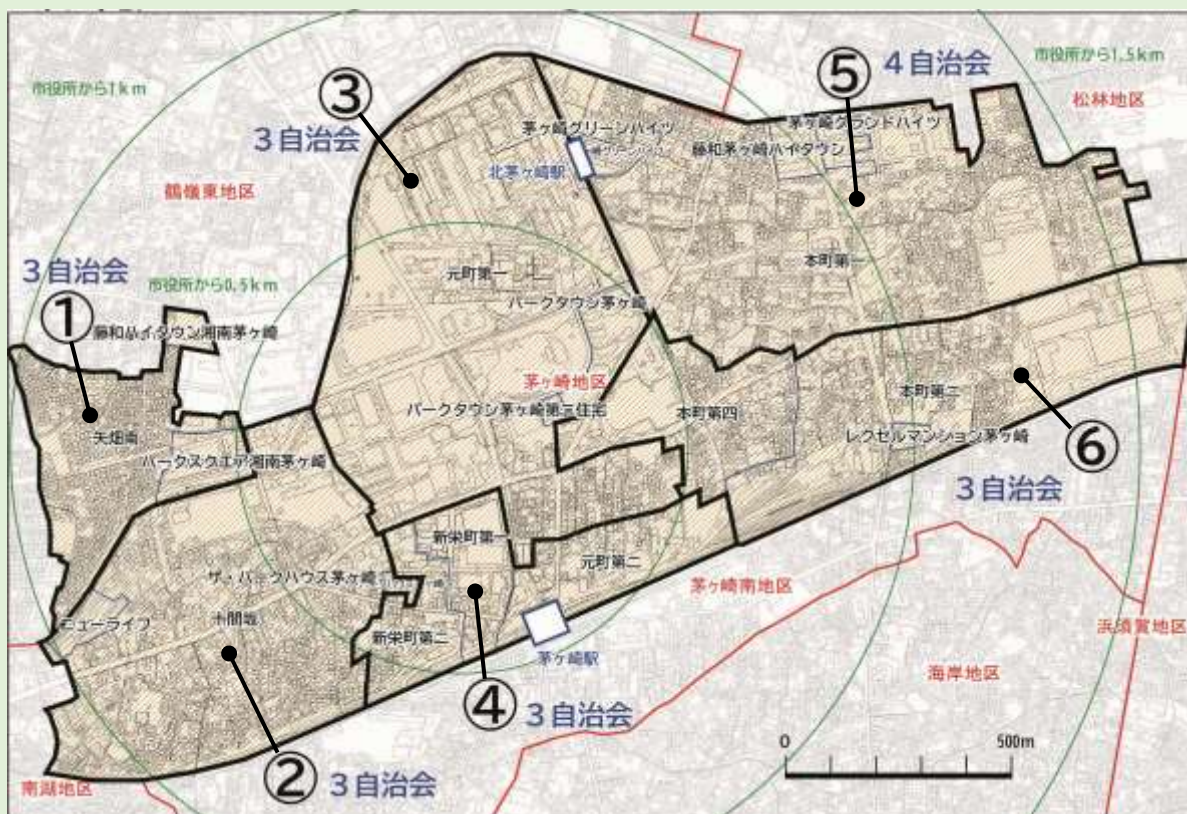 ⑤
4自治会
市役所から1.5km
市役所から1km
③
松林地区
茅ヶ崎グランドハイツ
茅ヶ崎グリーンハイツ
3自治会
藤和茅ヶ崎ハイタウン
北茅ヶ崎駅
鶴嶺東地区
本町第一
3自治会
元町第一
市役所から0.5km
パークタウン茅ヶ崎
①
藤和ハイタウン湘南茅ヶ崎
茅ヶ崎地区
本町第二
パークタウン茅ヶ崎第三住宅
本町第四
矢畑南
レクセルマンション茅ヶ崎
⑥
パークスクエア湘南茅ヶ崎
3自治会
新栄町第一
元町第二
ザ・パークハウス茅ヶ崎
茅ヶ崎南地区
十間坂
ニューライフ
新栄町第二
浜須賀地区
茅ヶ崎駅
海岸地区
④
3自治会
0
500m
②
3自治会
南湖地区